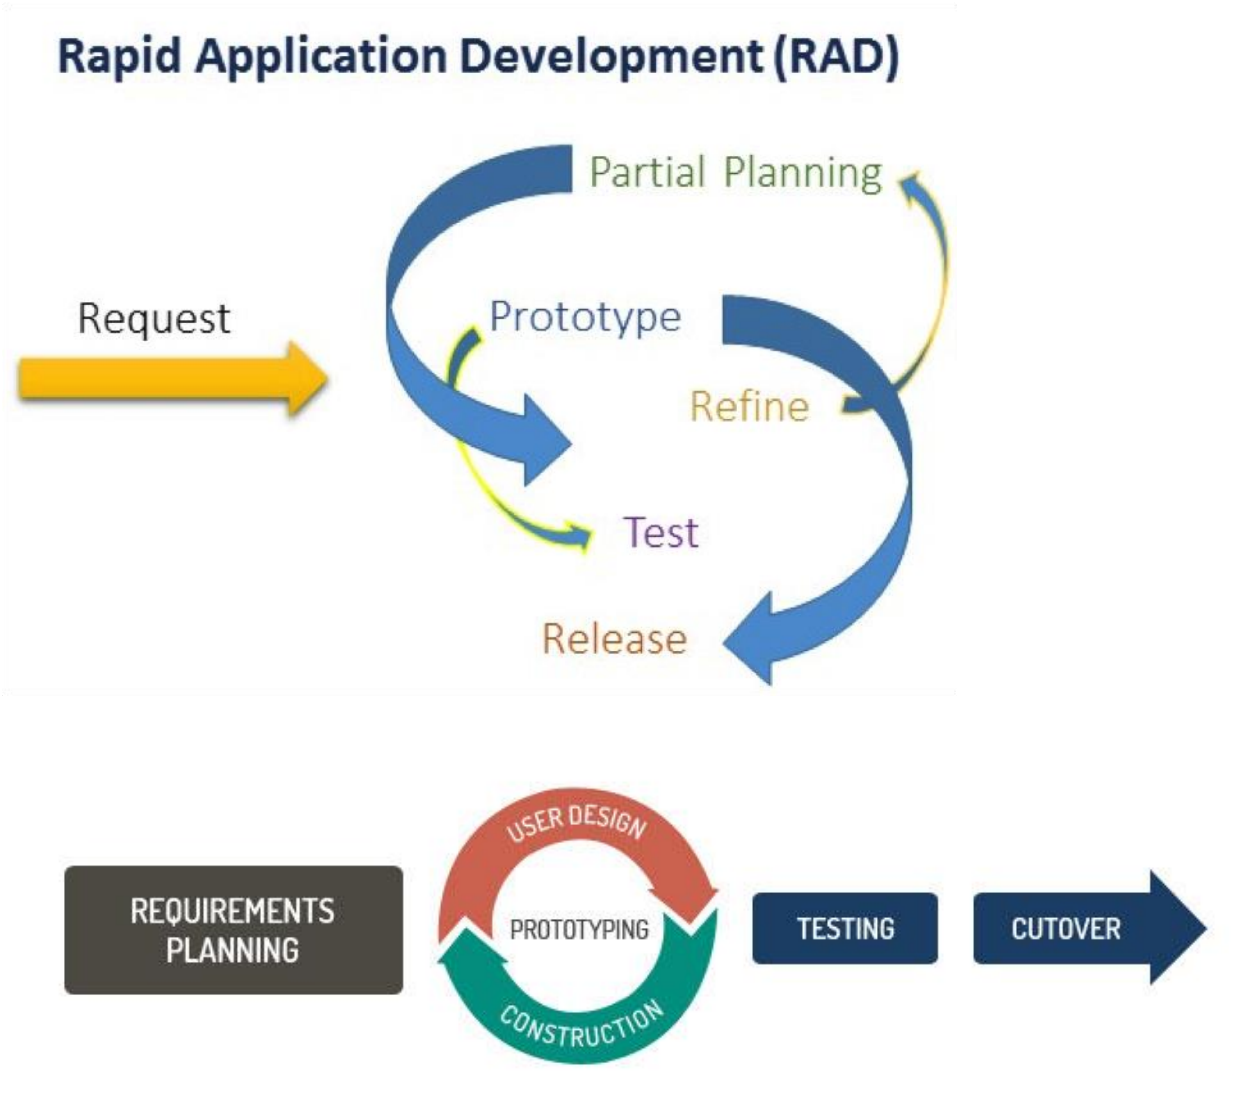 Rapid Application Development (RAD)
Partial Planning
Request
Prototype
Refine
Test
Release
USER DESIGN
REQUIREMENTS
PLANNING
PROTOTYPING
TESTING
CUTOVER
CONSTRUCTION